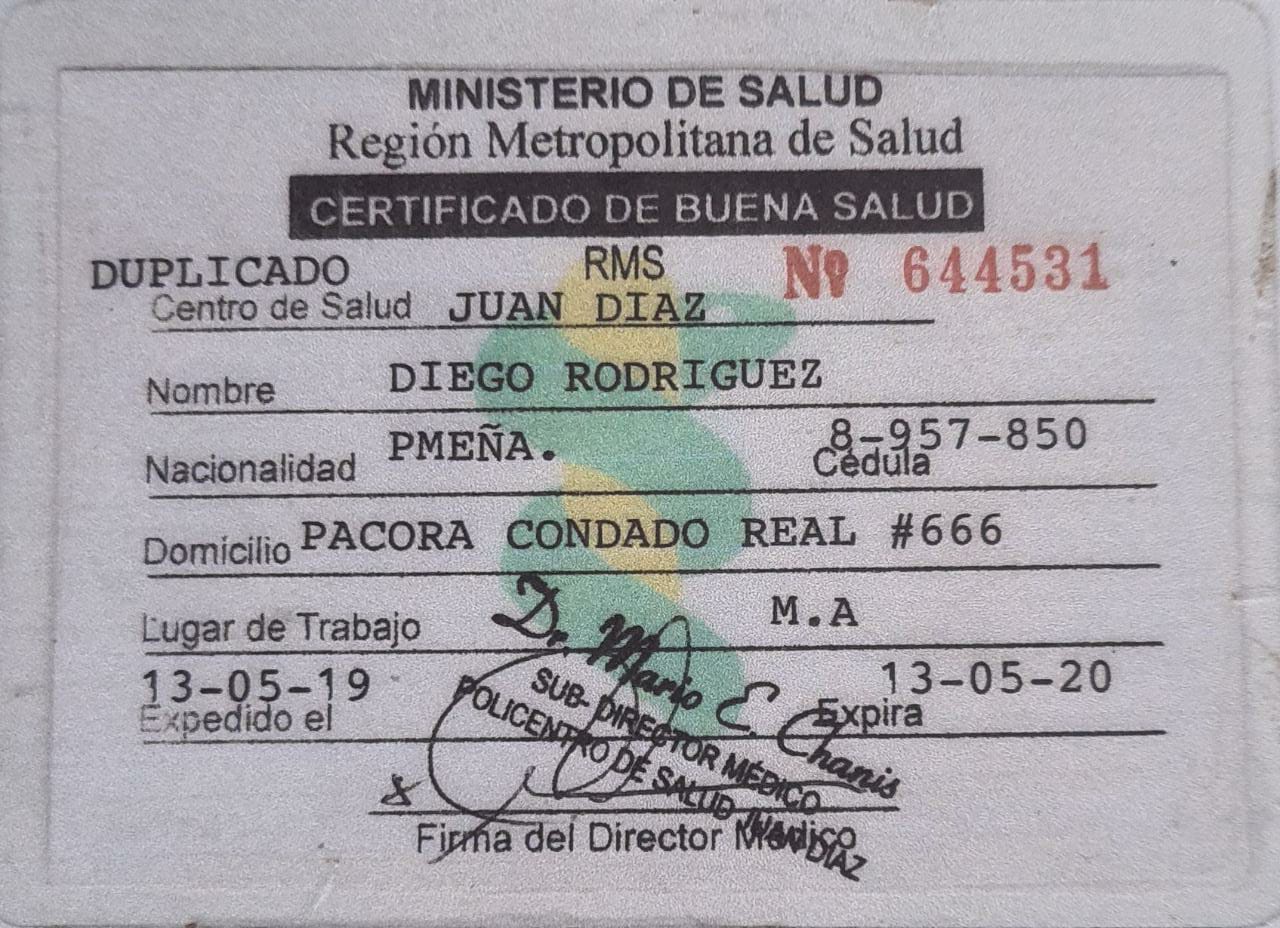 MINISTERIO DE SALUD
Región Metropolitana de Salud
CERTIFICADO DE BUENA SALUD
DUPLICADO RMS Nº 644531
Centro de Salud JUAN DIAZ
Nombre DIEGO RODRIGUEZ
Nacionalidad PMEÑA. Cédula 8-957-850
Domicilio PACORA CONDADO REAL #666
Lugar de Trabajo M.A
13-05-19 13-05-20
Expedido el Expira
Dr. Mario E. Chanis
SUB- DIRECTOR MÉDICO
POLICENTRO DE SALUD JUAN DIAZ
Firma del Director Médico